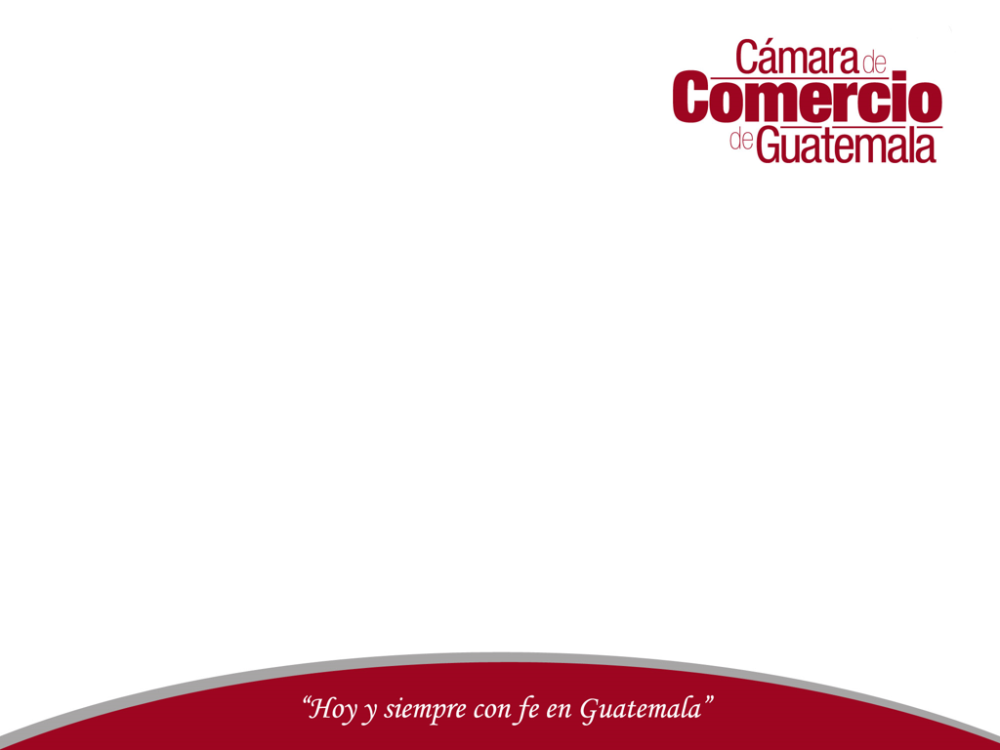 Cámara de
Comercio
de Guatemala
“Hoy y siempre con fe en Guatemala”